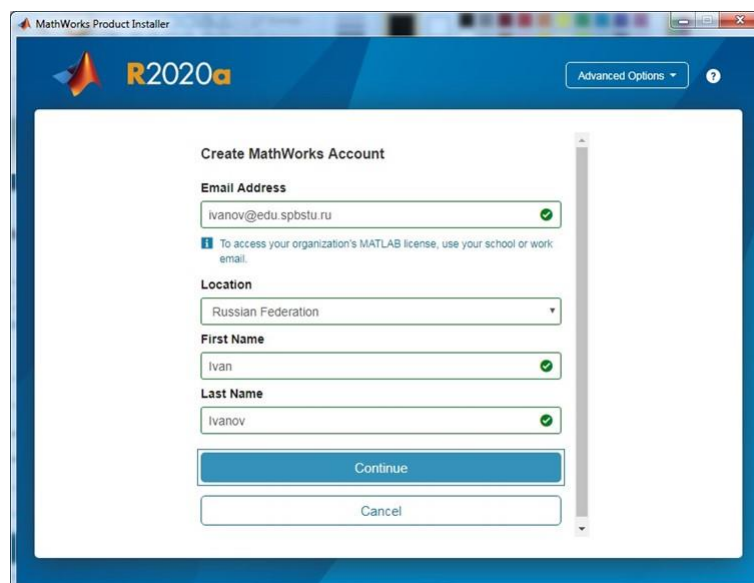 MathWorks Product Installer
R2020a
Advanced Options
?
Create MathWorks Account
Email Address
ivanov@edu.spbstu.ru
i To access your organization's MATLAB license, use your school or work
email.
Location
Russian Federation
First Name
Ivan
Last Name
Ivanov
Continue
Cancel